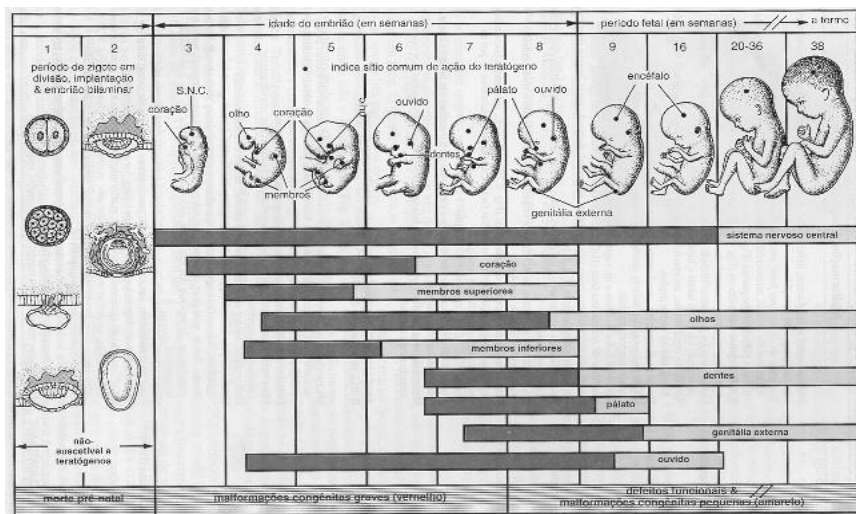 idade do embrião (em semanas)
período fetal (em semanas)
a termo
1
2
3
4
5
6
7
8
9
16
20-36
38
período de zigoto em
divisão, implantação
& embrião bilaminar
• indica sítio comum de ação do teratógeno
S.N.C.
coração
olho
coração
ouvido
pálato
ouvido
encéfalo
dentes
membros
genitália externa
sistema nervoso central
coração
membros superiores
olhos
membros inferiores
dentes
pálato
genitália externa
ouvido
não-
suscetível a
teratógenos
morte pré-natal
malformações congênitas graves (vermelho)
defeitos funcionais &
malformações congênitas pequenas (amarelo)